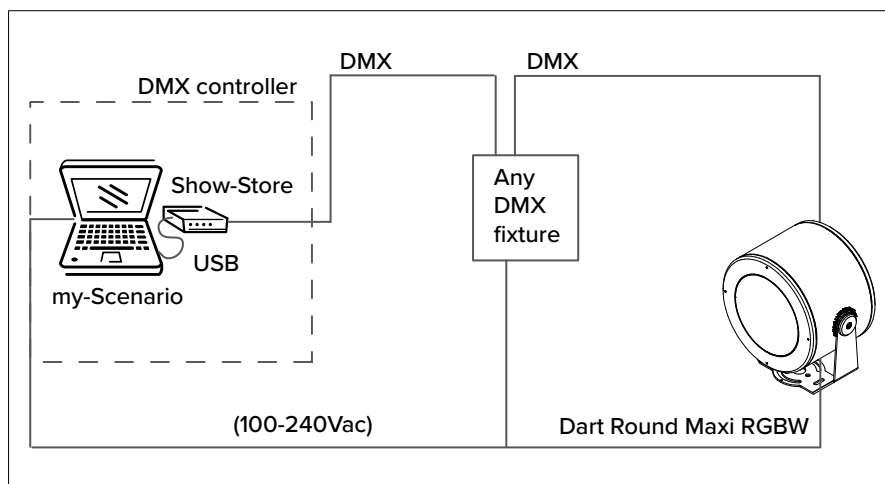 DMX
DMX
DMX controller
Show-Store
USB
my-Scenario
Any
DMX
fixture
(100-240Vac)
Dart Round Maxi RGBW